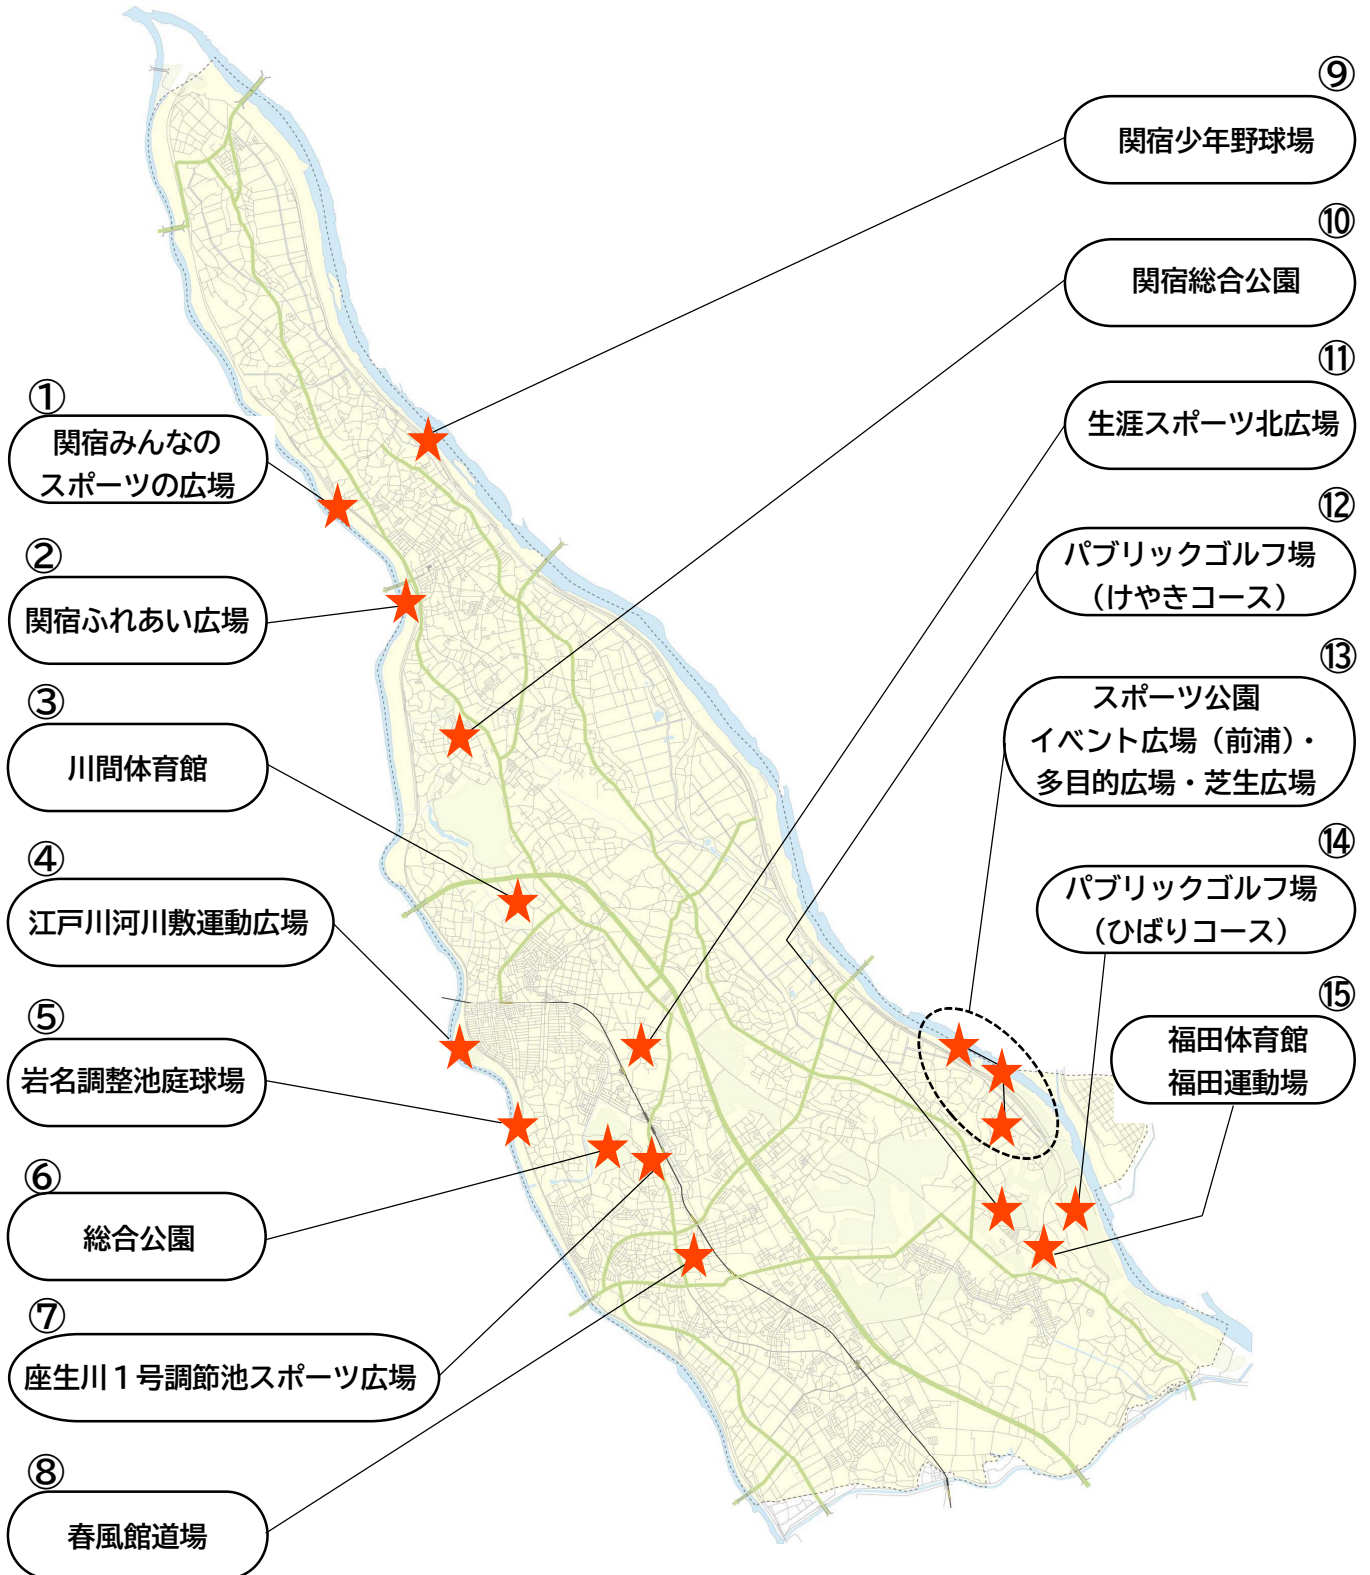 ①
関宿みんなの
スポーツの広場
②
関宿ふれあい広場
③
川間体育館
④
江戸川河川敷運動広場
⑤
岩名調整池庭球場
⑥
総合公園
⑦
座生川１号調節池スポーツ広場
⑧
春風館道場
⑨
関宿少年野球場
⑩
関宿総合公園
⑪
生涯スポーツ北広場
⑫
パブリックゴルフ場
（けやきコース）
⑬
スポーツ公園
イベント広場（前浦）・
多目的広場・芝生広場
⑭
パブリックゴルフ場
（ひばりコース）
⑮
福田体育館
福田運動場